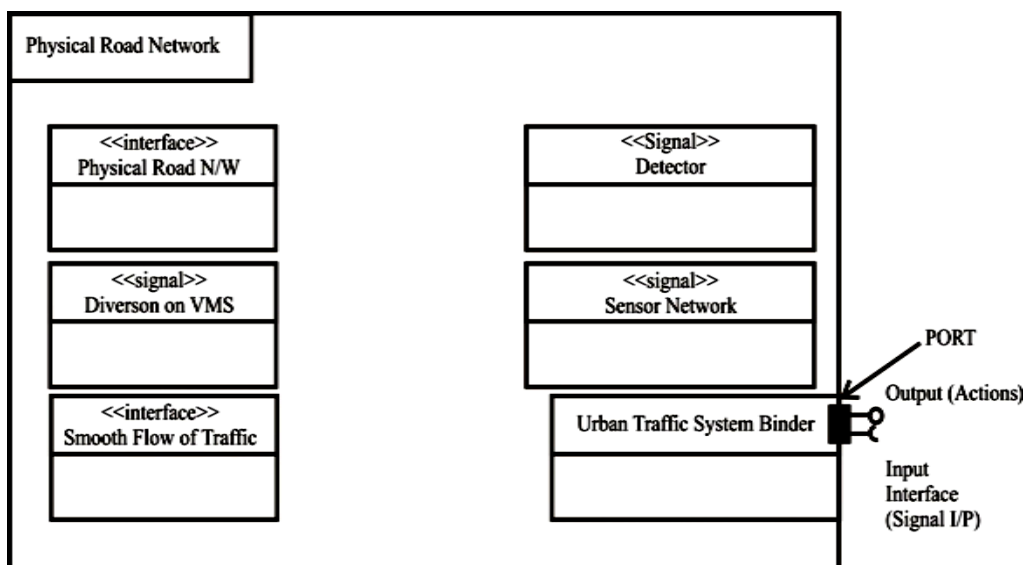 Physical Road Network
<<interface>>
Physical Road N/W
<<signal>>
Diverson on VMS
<<interface>>
Smooth Flow of Traffic
<<Signal>>
Detector
<<signal>>
Sensor Network
Urban Traffic System Binder
PORT
Output (Actions)
Input
Interface
(Signal I/P)